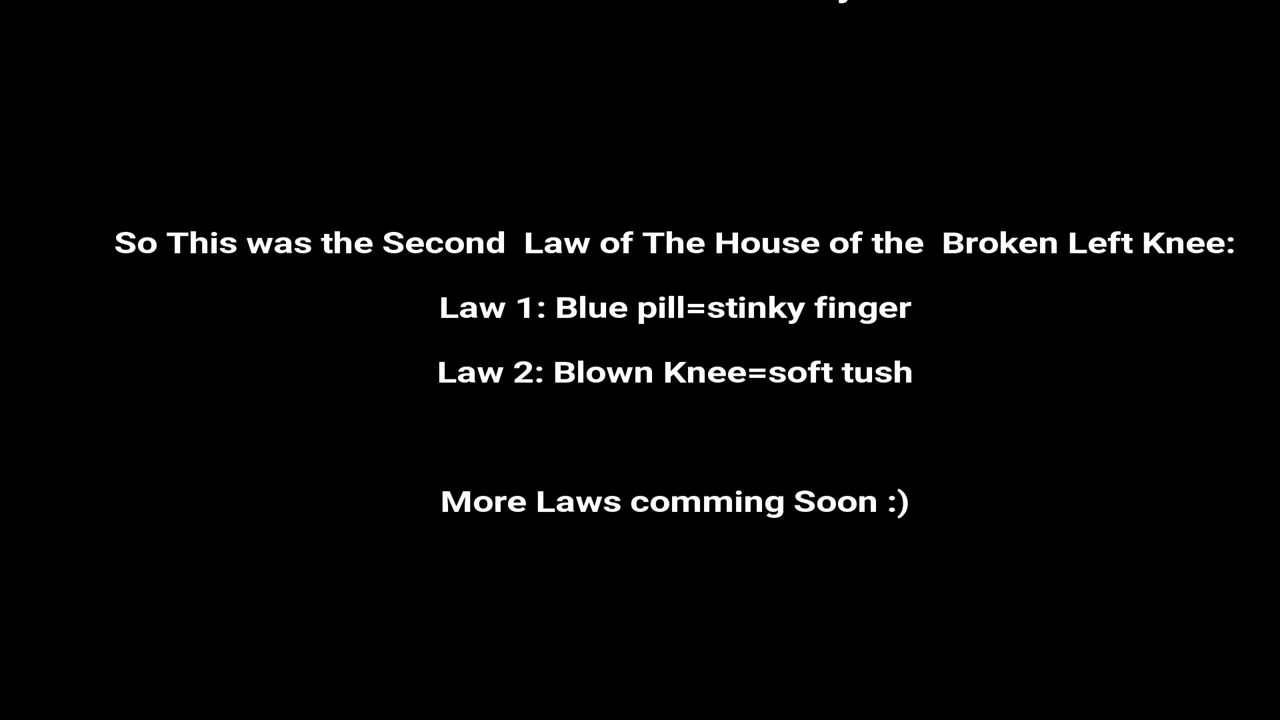 So This was the Second  Law of The House of the  Broken Left Knee:
Law 1: Blue pill=stinky finger
Law 2: Blown Knee=soft tush
More Laws comming Soon :)